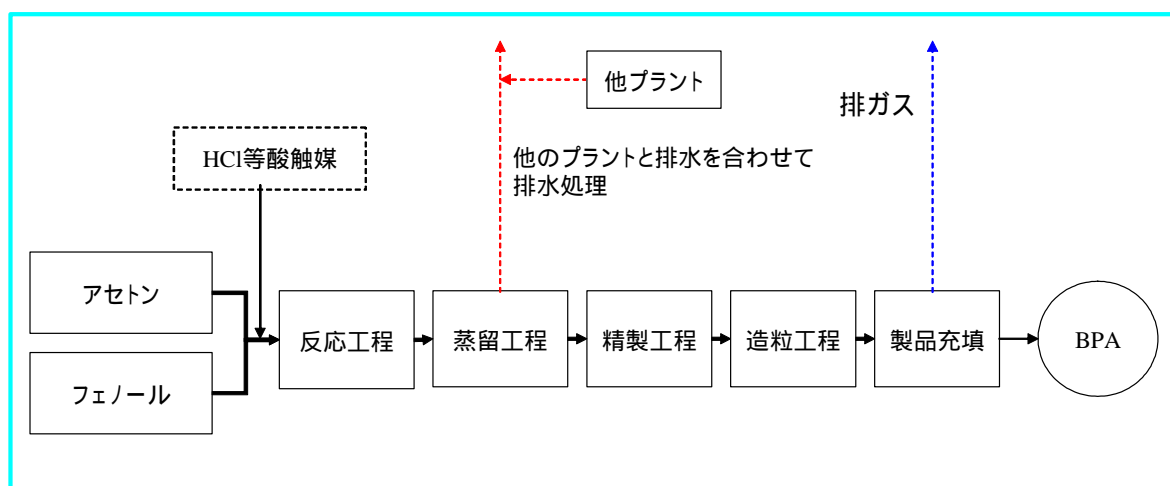 他プラント
排ガス
HCl等酸触媒
他のプラントと排水を合わせて
排水処理
アセトン
フェノール
反応工程
蒸留工程
精製工程
造粒工程
製品充填
BPA